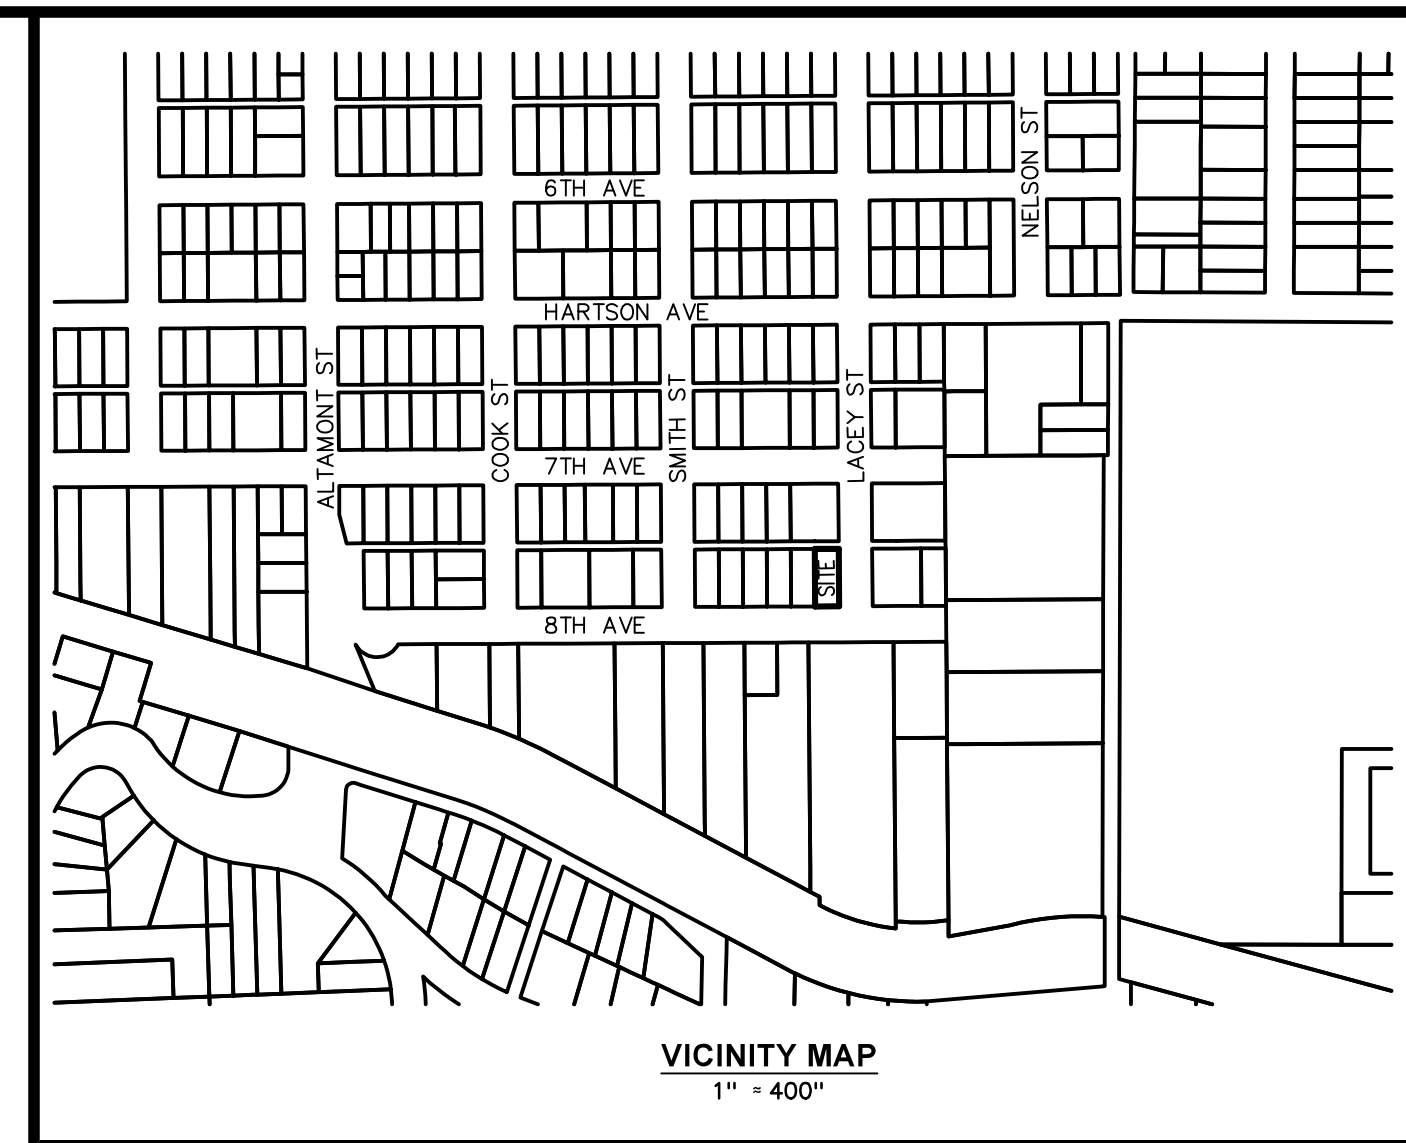 6TH AVE
NELSON ST
HARTSON AVE
ALTAMONT ST
COOK ST
SMITH ST
LACEY ST
7TH AVE
SITE
8TH AVE
VICINITY MAP
1" ≈ 400"